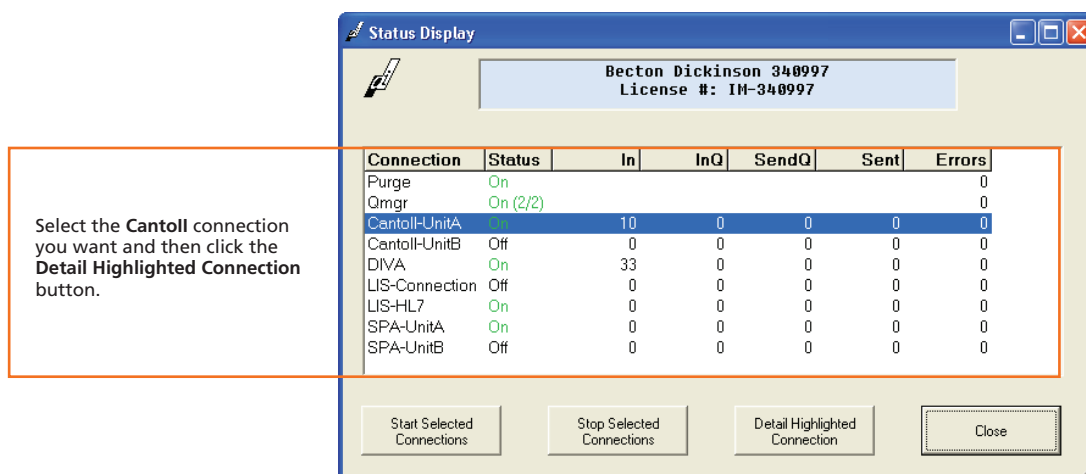 Status Display
Becton Dickinson 340997
License #: IM-340997
Select the CantoII connection
you want and then click the
Detail Highlighted Connection
button.
Connection Status In InQ SendQ Sent Errors
Purge On 0
Qmgr On (2/2) 0
CantoII-UnitA On 10 0 0 0 0
CantoII-UnitB Off 0 0 0 0 0
DIVA On 33 0 0 0 0
LIS-Connection Off 0 0 0 0 0
LIS-HL7 On 0 0 0 0 0
SPA-UnitA On 0 0 0 0 0
SPA-UnitB Off 0 0 0 0 0
Start Selected
Connections
Stop Selected
Connections
Detail Highlighted
Connection
Close